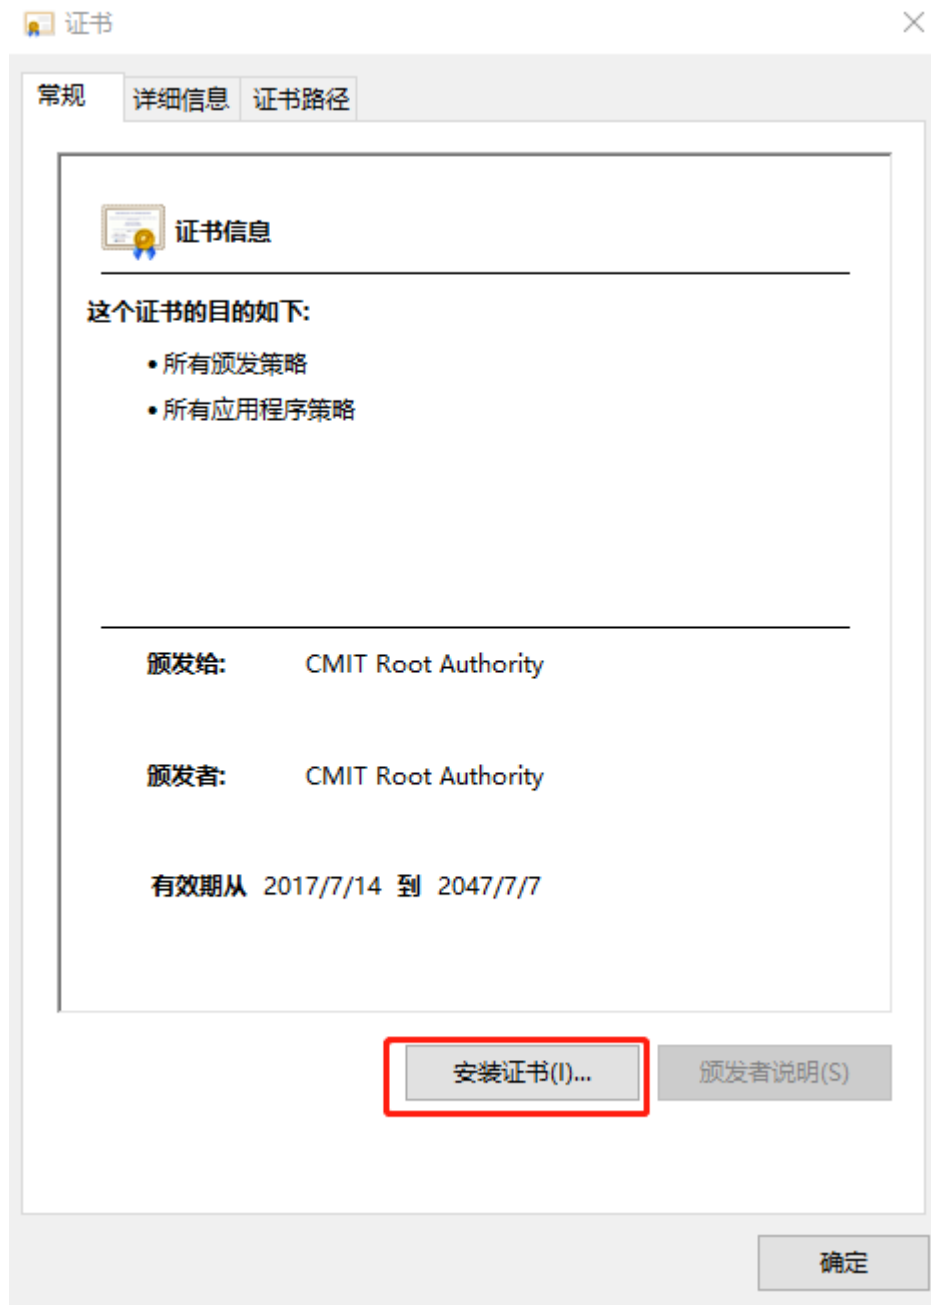 证书
常规 详细信息 证书路径
证书信息
这个证书的目的如下:
• 所有颁发策略
• 所有应用程序策略
颁发给: CMIT Root Authority
颁发者: CMIT Root Authority
有效期从 2017/7/14 到 2047/7/7
安装证书(I)... 颁发者说明(S)
确定